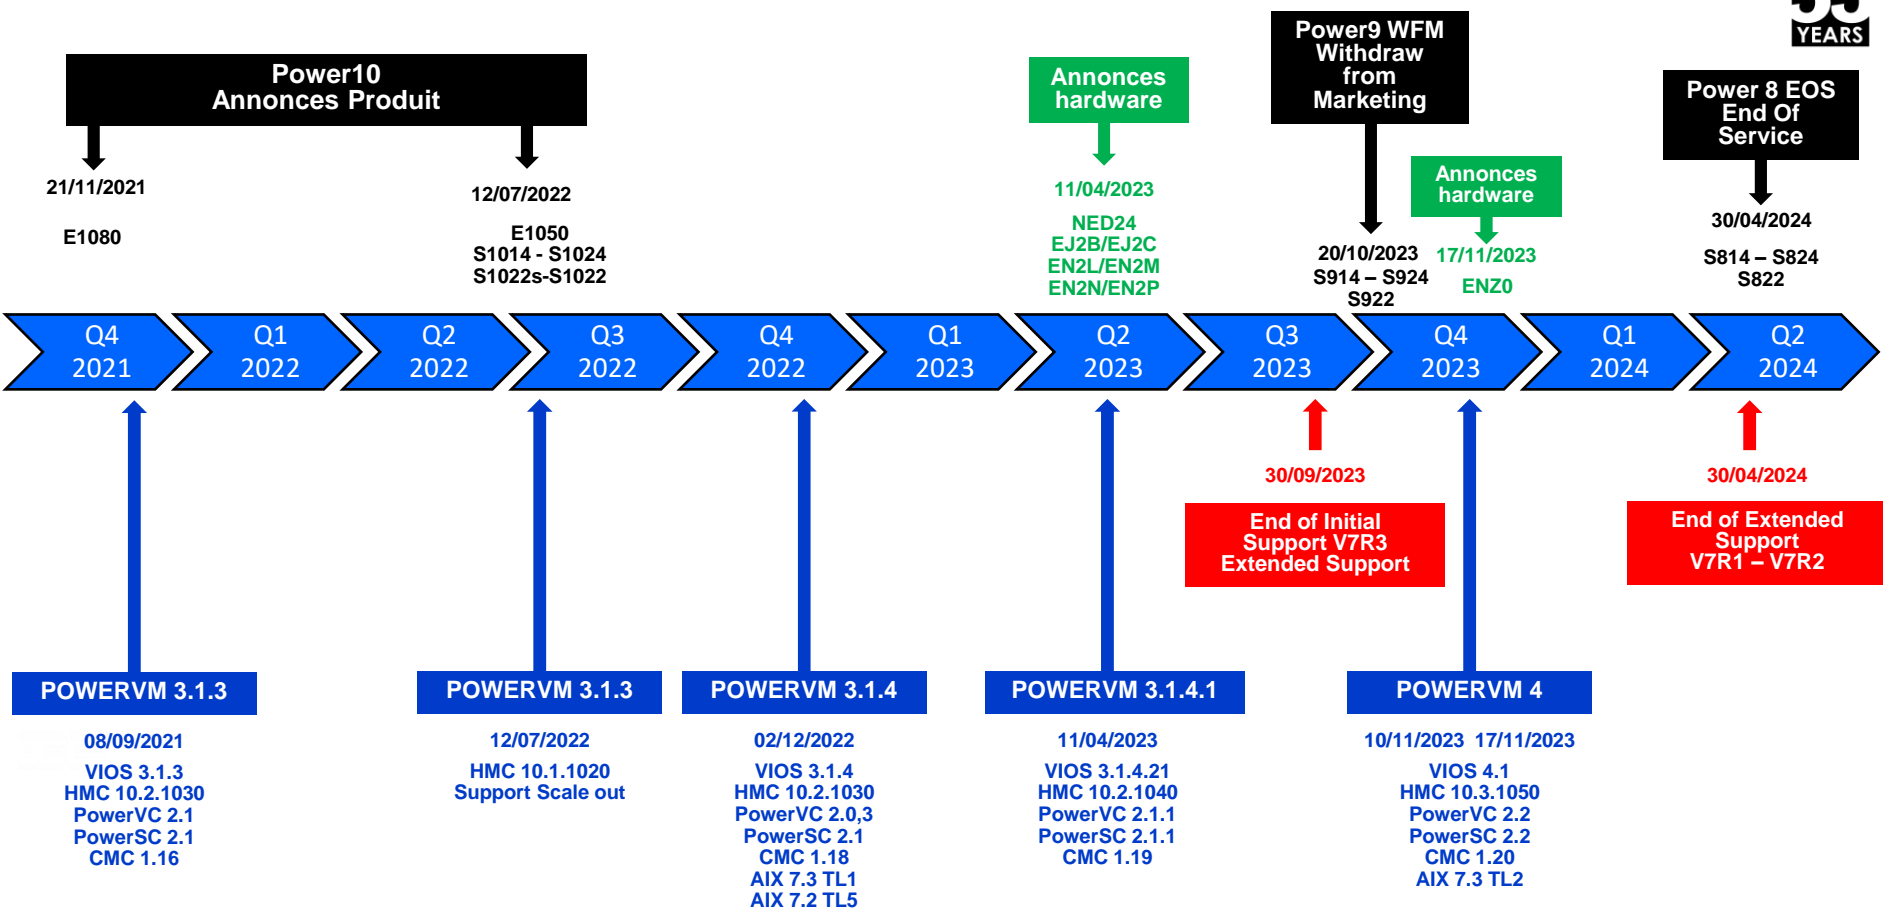 YEARS
Power10
Annonces Produit
21/11/2021
E1080
12/07/2022
E1050
S1014 - S1024
S1022s-S1022
Annonces
hardware
11/04/2023
NED24
EJ2B/EJ2C
EN2L/EN2M
EN2N/EN2P
Power9 WFM
Withdraw
from
Marketing
20/10/2023
S914 – S924
S922
Annonces
hardware
17/11/2023
ENZ0
Power 8 EOS
End Of
Service
30/04/2024
S814 – S824
S822
Q4
2021
Q1
2022
Q2
2022
Q3
2022
Q4
2022
Q1
2023
Q2
2023
Q3
2023
Q4
2023
Q1
2024
Q2
2024
30/09/2023
End of Initial
Support V7R3
Extended Support
30/04/2024
End of Extended
Support
V7R1 – V7R2
POWERVM 3.1.3
08/09/2021
VIOS 3.1.3
HMC 10.2.1030
PowerVC 2.1
PowerSC 2.1
CMC 1.16
POWERVM 3.1.3
12/07/2022
HMC 10.1.1020
Support Scale out
POWERVM 3.1.4
02/12/2022
VIOS 3.1.4
HMC 10.2.1030
PowerVC 2.0,3
PowerSC 2.1
CMC 1.18
AIX 7.3 TL1
AIX 7.2 TL5
POWERVM 3.1.4.1
11/04/2023
VIOS 3.1.4.21
HMC 10.2.1040
PowerVC 2.1.1
PowerSC 2.1.1
CMC 1.19
POWERVM 4
10/11/2023 17/11/2023
VIOS 4.1
HMC 10.3.1050
PowerVC 2.2
PowerSC 2.2
CMC 1.20
AIX 7.3 TL2